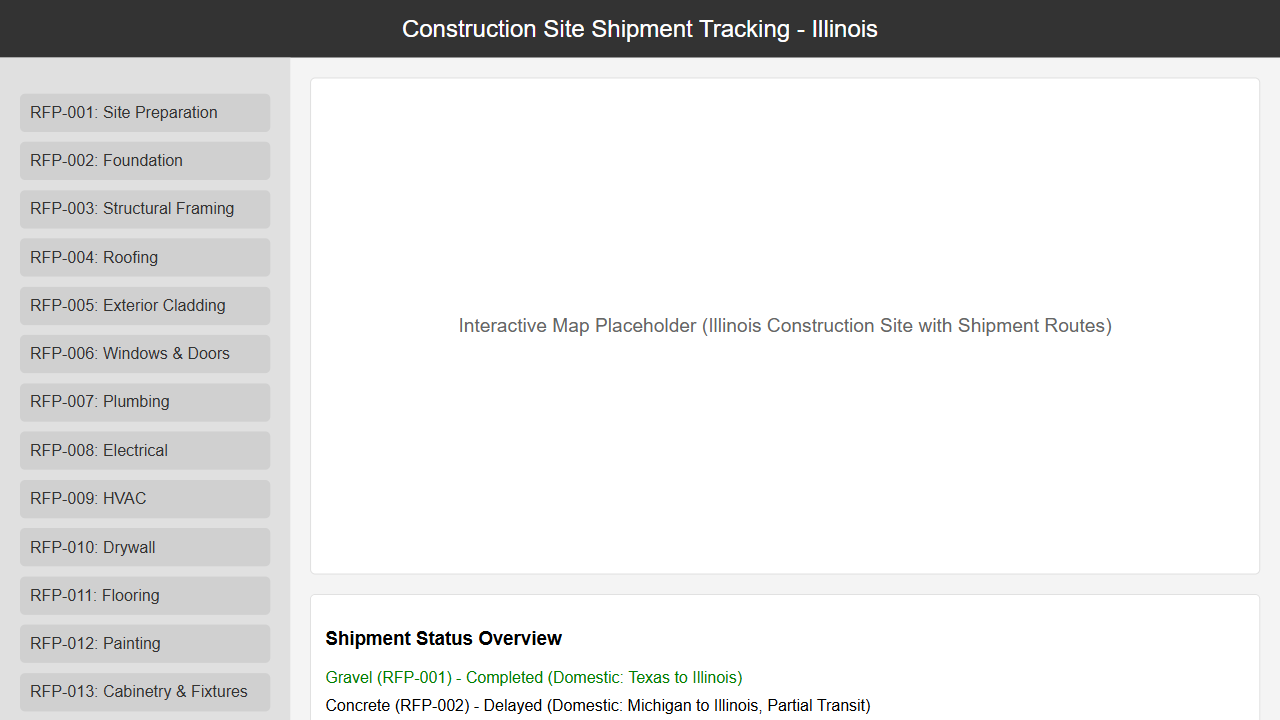 Construction Site Shipment Tracking - Illinois
RFP-001: Site Preparation
RFP-002: Foundation
RFP-003: Structural Framing
RFP-004: Roofing
RFP-005: Exterior Cladding
RFP-006: Windows & Doors
RFP-007: Plumbing
RFP-008: Electrical
RFP-009: HVAC
RFP-010: Drywall
RFP-011: Flooring
RFP-012: Painting
RFP-013: Cabinetry & Fixtures
Interactive Map Placeholder (Illinois Construction Site with Shipment Routes)
Shipment Status Overview
Gravel (RFP-001) - Completed (Domestic: Texas to Illinois)
Concrete (RFP-002) - Delayed (Domestic: Michigan to Illinois, Partial Transit)